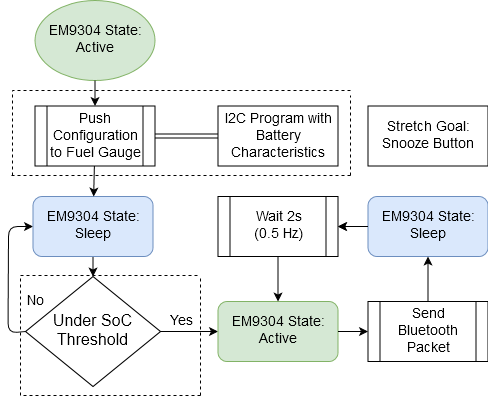 EM9304 State:
Active
Push
Configuration
to Fuel Gauge
I2C Program with
Battery
Characteristics
Stretch Goal:
Snooze Button
EM9304 State:
Sleep
Wait 2s
(0.5 Hz)
EM9304 State:
Sleep
No
Under SoC
Threshold
Yes
EM9304 State:
Active
Send
Bluetooth
Packet